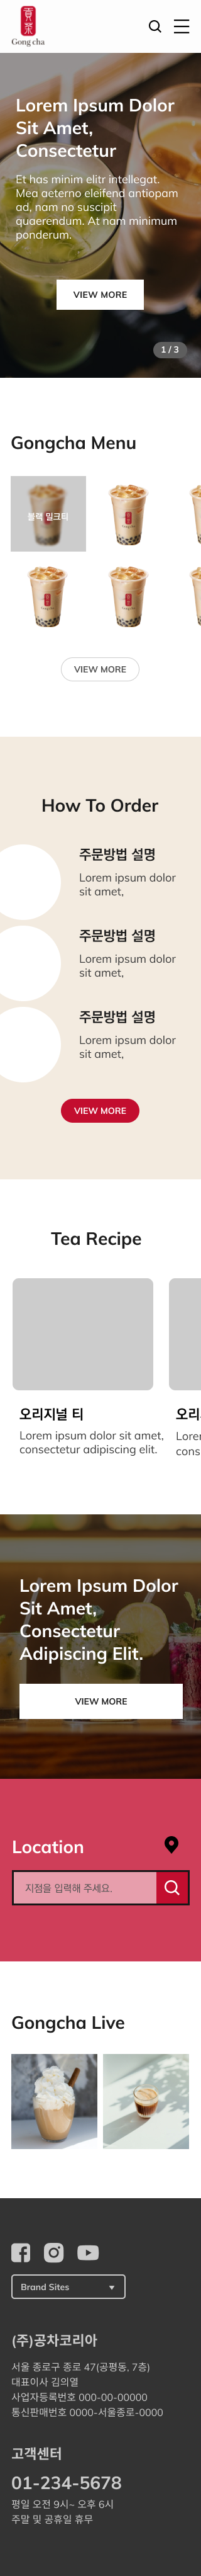 貢茶
Gong cha
Lorem Ipsum Dolor
Sit Amet,
Consectetur
Et has minim elitr intellegat.
Mea aeterno eleifend antiopam
ad, nam no suscipit
quaerendum. At nam minimum
ponderum.
VIEW MORE
1 / 3
Gongcha Menu
블랙 밀크티
VIEW MORE
How To Order
주문방법 설명
Lorem ipsum dolor
sit amet,
주문방법 설명
Lorem ipsum dolor
sit amet,
주문방법 설명
Lorem ipsum dolor
sit amet,
VIEW MORE
Tea Recipe
오리지널 티
Lorem ipsum dolor sit amet,
consectetur adipiscing elit.
오리
Lorem
cons
Lorem Ipsum Dolor
Sit Amet,
Consectetur
Adipiscing Elit.
VIEW MORE
Location
지점을 입력해 주세요.
Gongcha Live
Brand Sites
(주)공차코리아
서울 종로구 종로 47(공평동, 7층)
대표이사 김의열
사업자등록번호 000-00-00000
통신판매번호 0000-서울종로-0000
고객센터
01-234-5678
평일 오전 9시~ 오후 6시
주말 및 공휴일 휴무